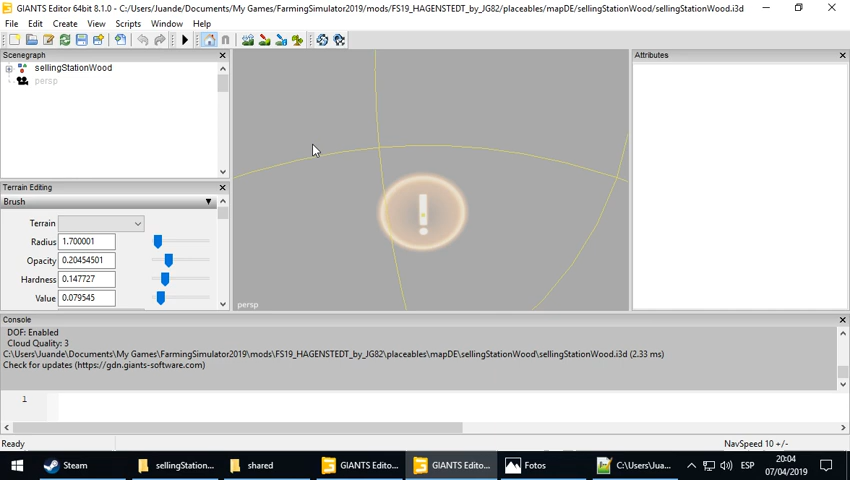 GIANTS Editor 64bit 8.1.0 - C:/Users/Juande/Documents/My Games/FarmingSimulator2019/mods/FS19_HAGENSTEDT_by_JG82/placeables/mapDE/sellingStationWood/sellingStationWood.i3d
File Edit Create View Scripts Window Help
Scenegraph
sellingStationWood
persp
Terrain Editing
Brush
Terrain
Radius 1.700001
Opacity 0.20454501
Hardness 0.147727
Value 0.079545
!
persp
Attributes
Console
DOF: Enabled
Cloud Quality: 3
C:\Users\Juande\Documents\My Games\FarmingSimulator2019\mods\FS19_HAGENSTEDT_by_JG82\placeables\mapDE\sellingStationWood\sellingStationWood.i3d (2.33 ms)
Check for updates (https://gdn.giants-software.com)
1
Ready
NavSpeed 10 +/-
Steam
sellingStation...
shared
GIANTS Edito...
GIANTS Edito...
Fotos
C:\Users\Jua...
ESP
20:04
07/04/2019